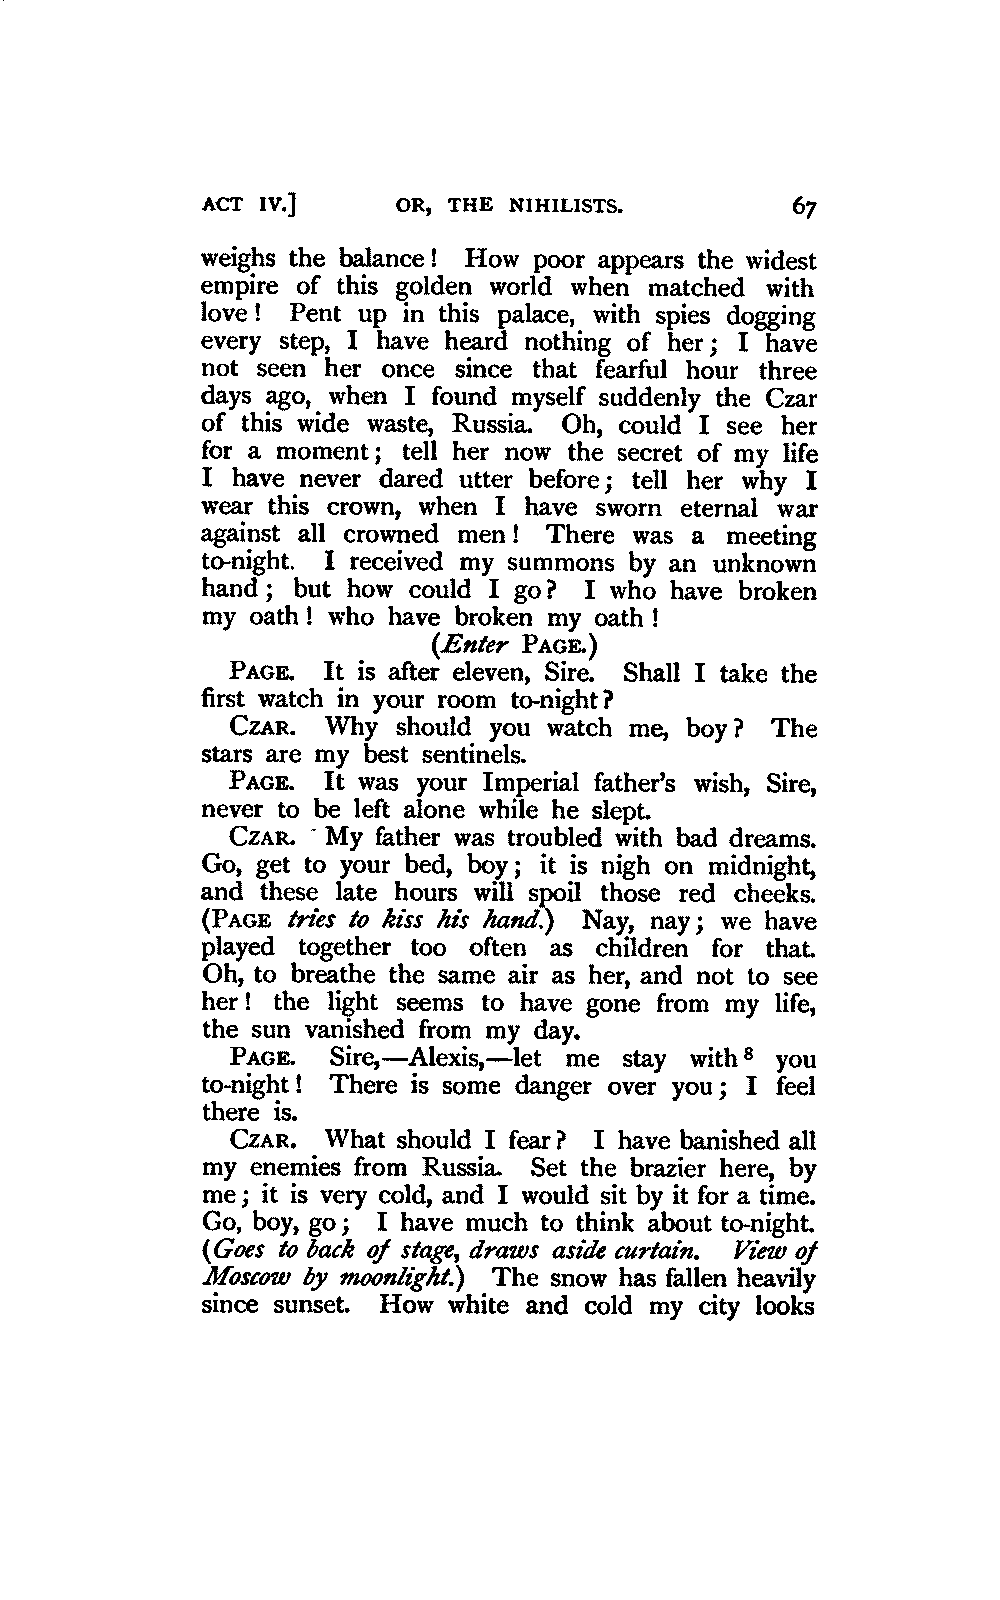 ACT IV.] OR, THE NIHILISTS. 67
weighs the balance! How poor appears the widest
empire of this golden world when matched with
love! Pent up in this palace, with spies dogging
every step, I have heard nothing of her; I have
not seen her once since that fearful hour three
days ago, when I found myself suddenly the Czar
of this wide waste, Russia. Oh, could I see her
for a moment; tell her now the secret of my life
I have never dared utter before; tell her why I
wear this crown, when I have sworn eternal war
against all crowned men! There was a meeting
to-night. I received my summons by an unknown
hand; but how could I go? I who have broken
my oath! who have broken my oath!
(Enter PAGE.)
PAGE. It is after eleven, Sire. Shall I take the
first watch in your room to-night?
CZAR. Why should you watch me, boy? The
stars are my best sentinels.
PAGE. It was your Imperial father's wish, Sire,
never to be left alone while he slept.
CZAR. My father was troubled with bad dreams.
Go, get to your bed, boy; it is nigh on midnight,
and these late hours will spoil those red cheeks.
(PAGE tries to kiss his hand.) Nay, nay; we have
played together too often as children for that.
Oh, to breathe the same air as her, and not to see
her! the light seems to have gone from my life,
the sun vanished from my day.
PAGE. Sire,—Alexis,—let me stay with⁸ you
to-night! There is some danger over you; I feel
there is.
CZAR. What should I fear? I have banished all
my enemies from Russia. Set the brazier here, by
me; it is very cold, and I would sit by it for a time.
Go, boy, go; I have much to think about to-night.
(Goes to back of stage, draws aside curtain. View of
Moscow by moonlight.) The snow has fallen heavily
since sunset. How white and cold my city looks